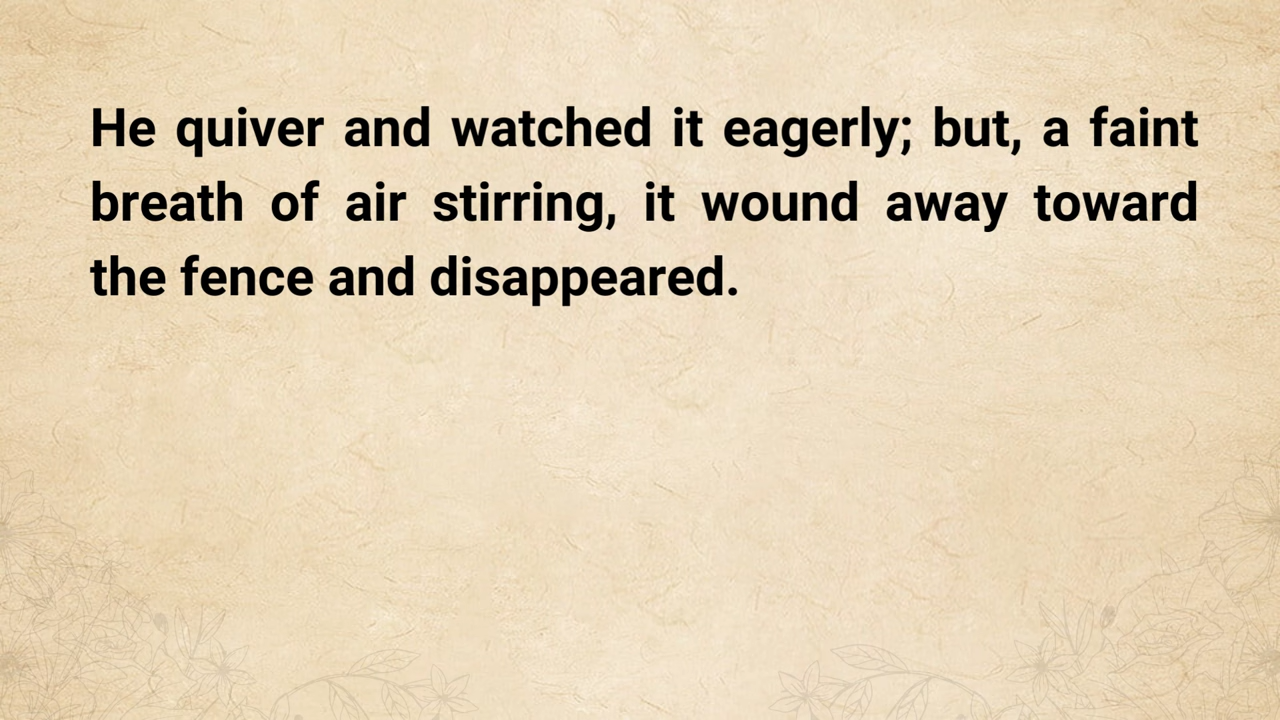 He quiver and watched it eagerly; but, a faint
breath of air stirring, it wound away toward
the fence and disappeared.